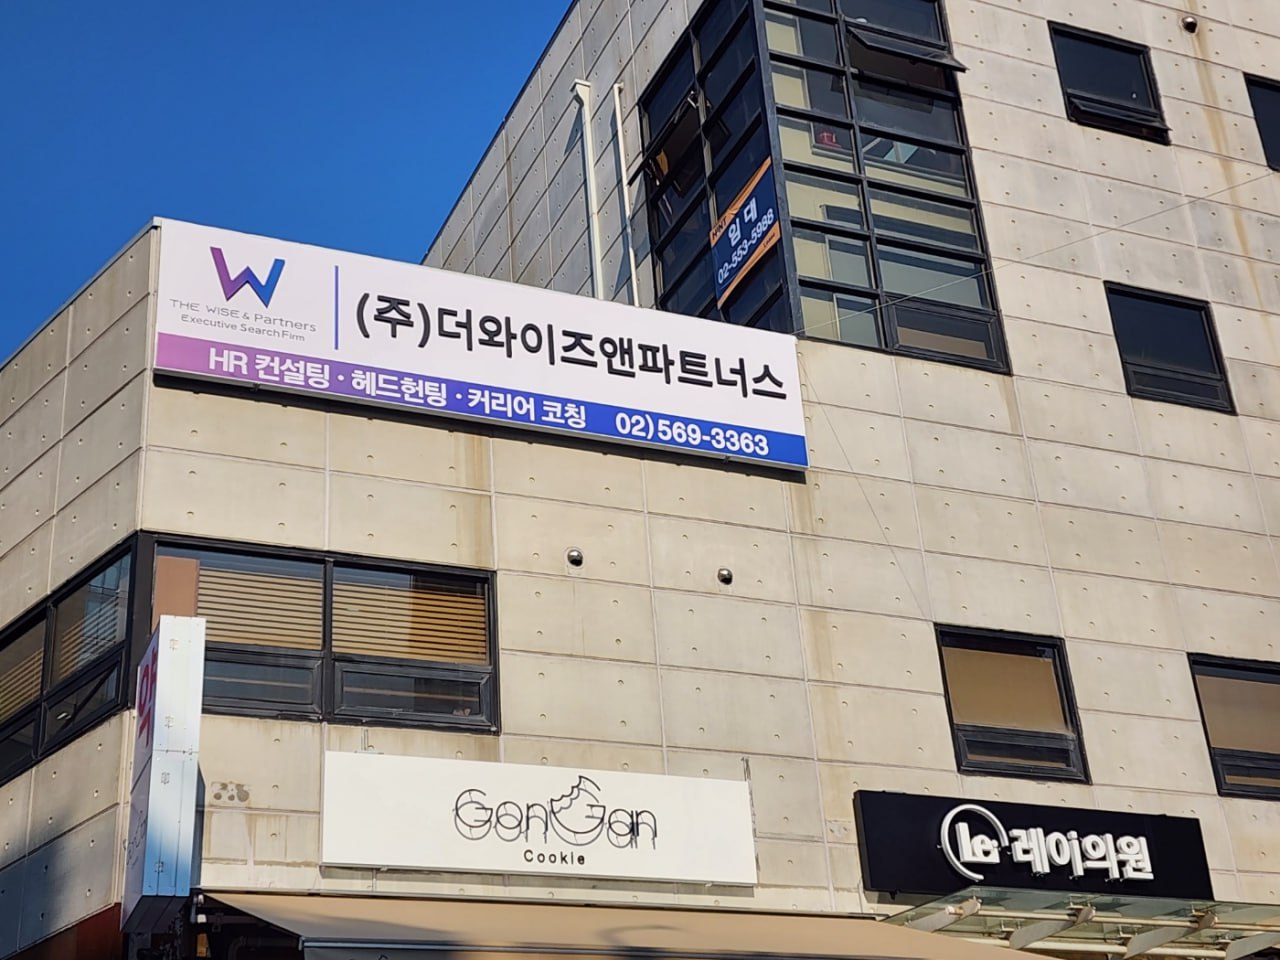 THE WISE & Partners
Executive Search Firm
(주)더와이즈앤파트너스
HR 컨설팅 · 헤드헌팅 · 커리어 코칭 02)569-3363
임 대
02-553-5988
GonGan
Cookie
Le 레이의원